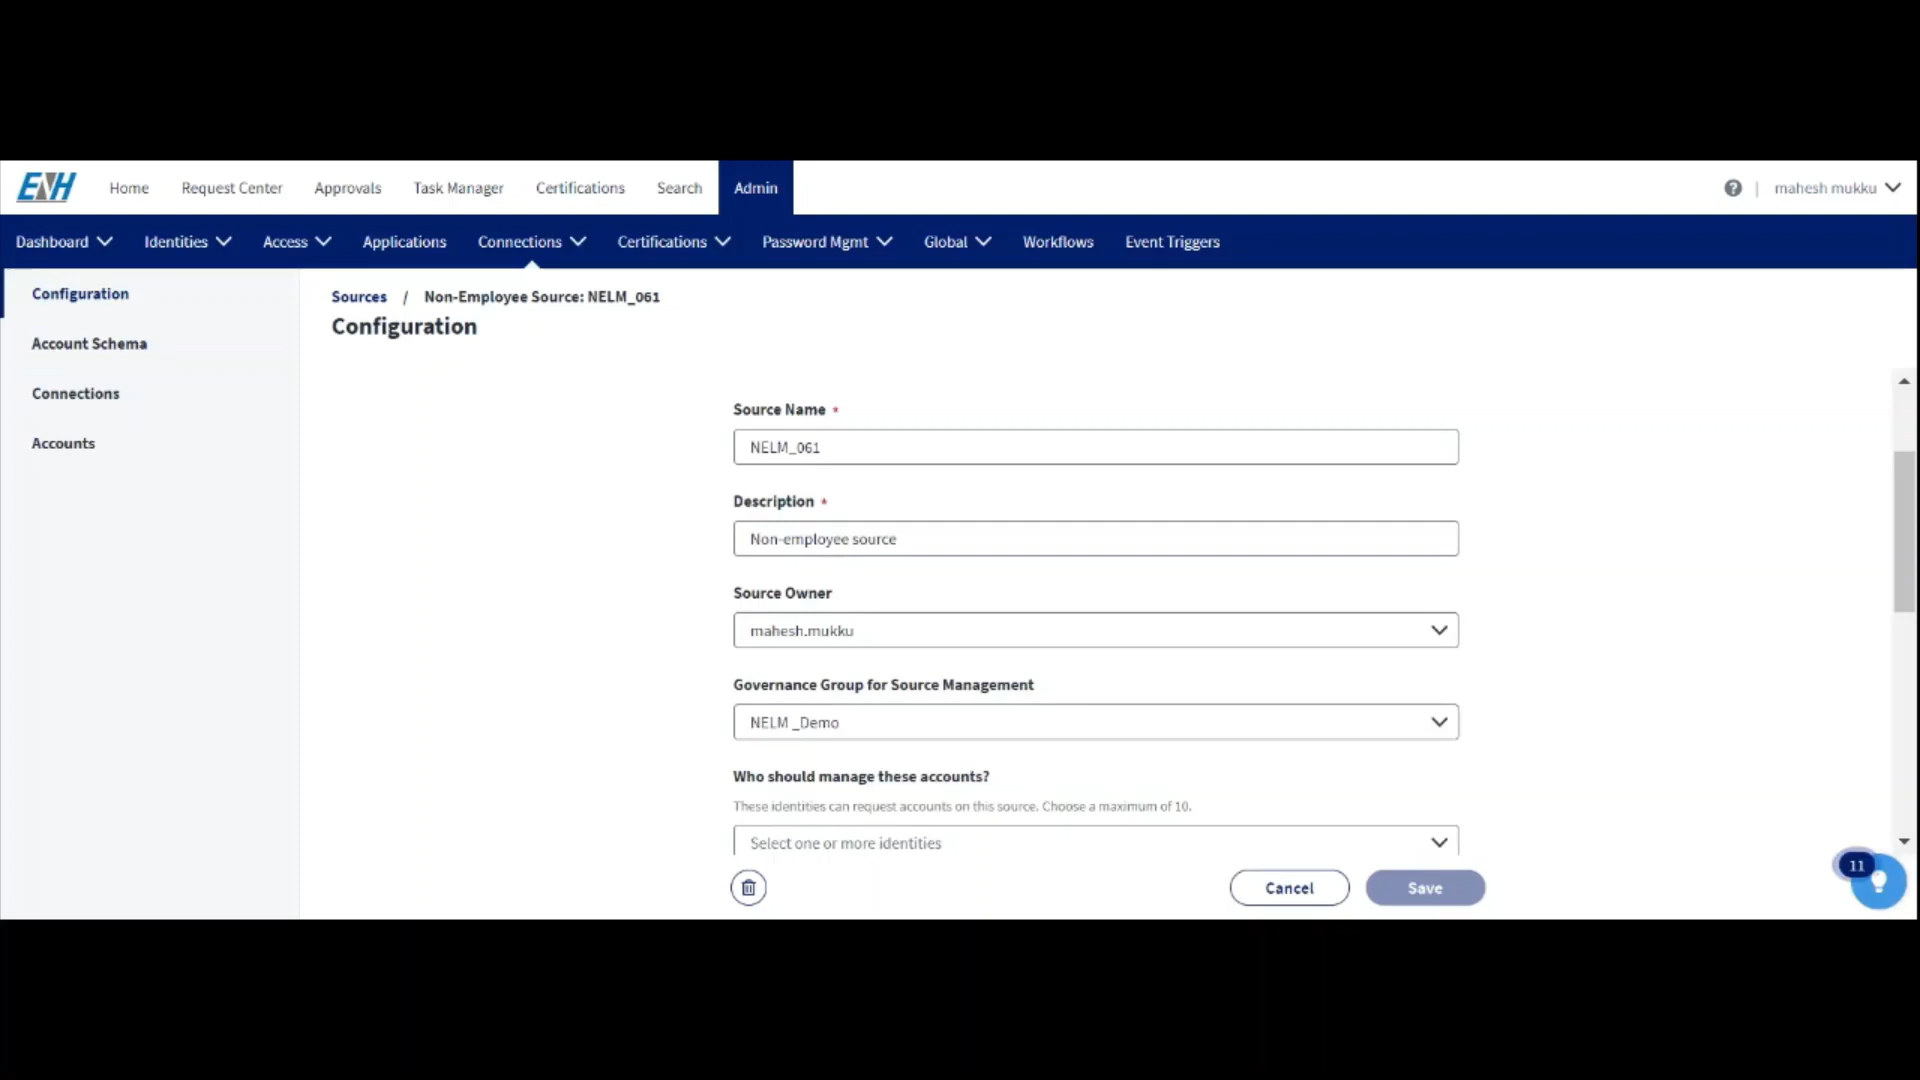 ENH Home Request Center Approvals Task Manager Certifications Search Admin ? | mahesh mukku
Dashboard Identities Access Applications Connections Certifications Password Mgmt Global Workflows Event Triggers
Configuration
Account Schema
Connections
Accounts
Sources / Non-Employee Source: NELM_061
Configuration
Source Name *
NELM_061
Description *
Non-employee source
Source Owner
mahesh.mukku
Governance Group for Source Management
NELM _Demo
Who should manage these accounts?
These identities can request accounts on this source. Choose a maximum of 10.
Select one or more identities
Cancel Save
11